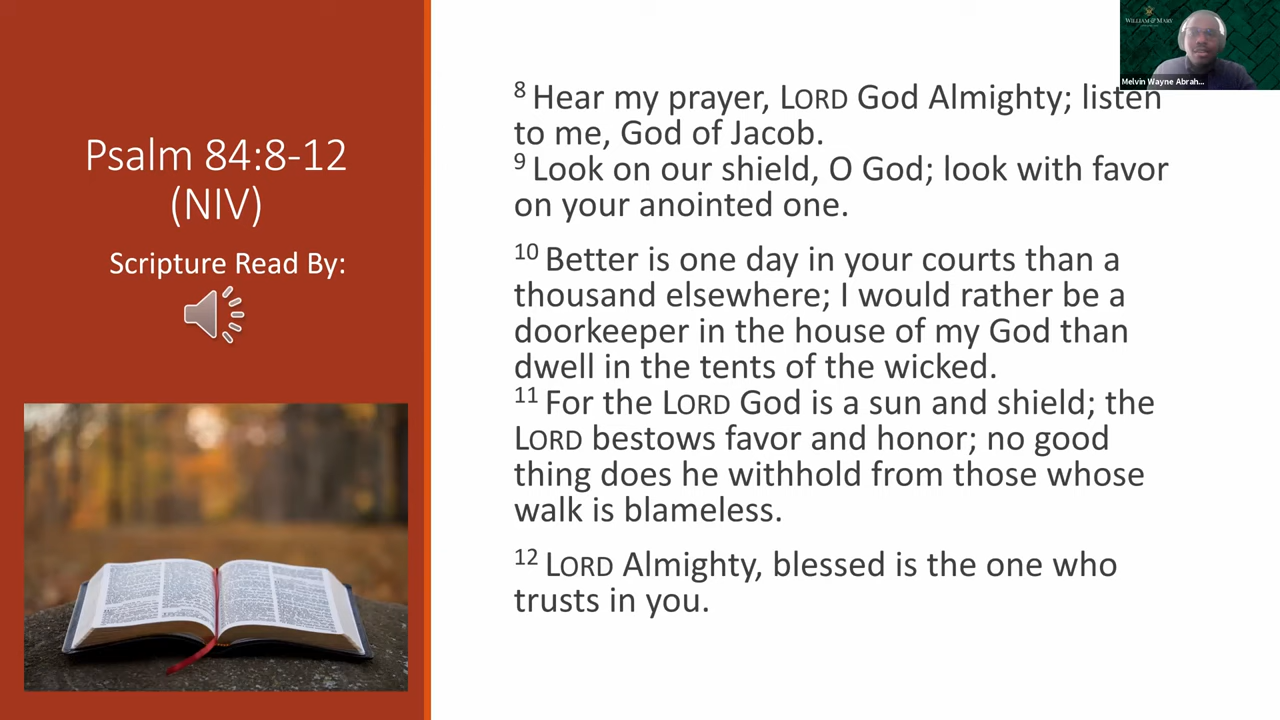 Psalm 84:8-12
(NIV)
Scripture Read By:
WILLIAM & MARY
Melvin Wayne Abrah...
8 Hear my prayer, LORD God Almighty; listen
to me, God of Jacob.
9 Look on our shield, O God; look with favor
on your anointed one.
10 Better is one day in your courts than a
thousand elsewhere; I would rather be a
doorkeeper in the house of my God than
dwell in the tents of the wicked.
11 For the LORD God is a sun and shield; the
LORD bestows favor and honor; no good
thing does he withhold from those whose
walk is blameless.
12 LORD Almighty, blessed is the one who
trusts in you.